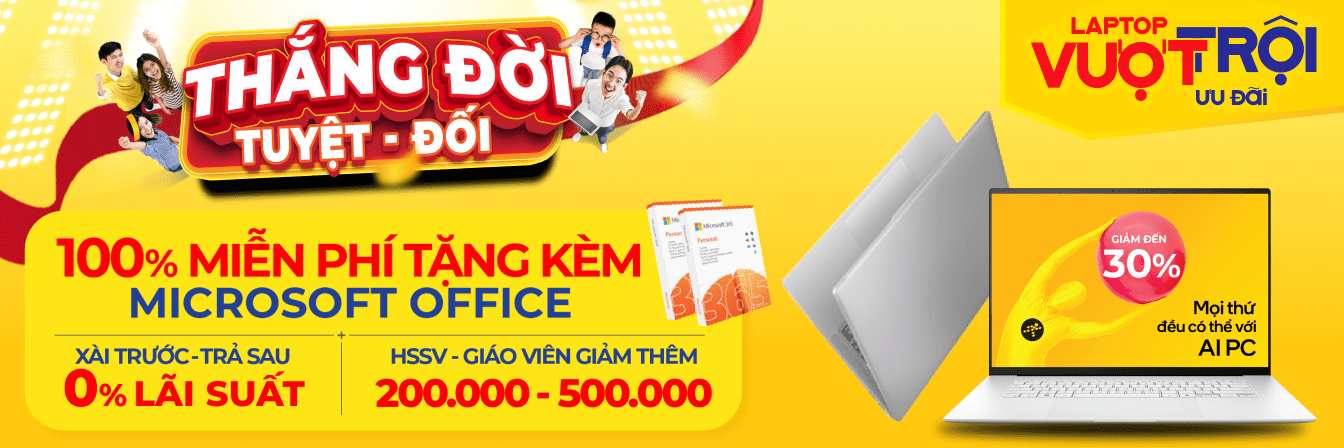 THẮNG ĐỜI
TUYỆT - ĐỐI
LAPTOP
VƯỢT TRỘI
ƯU ĐÃI
100% MIỄN PHÍ TẶNG KÈM
MICROSOFT OFFICE
Microsoft 365
Personal
365
XÀI TRƯỚC - TRẢ SAU
0% LÃI SUẤT
+
HSSV - GIÁO VIÊN GIẢM THÊM
200.000 - 500.000
GIẢM ĐẾN
30%
Mọi thứ
đều có thể với
AI PC